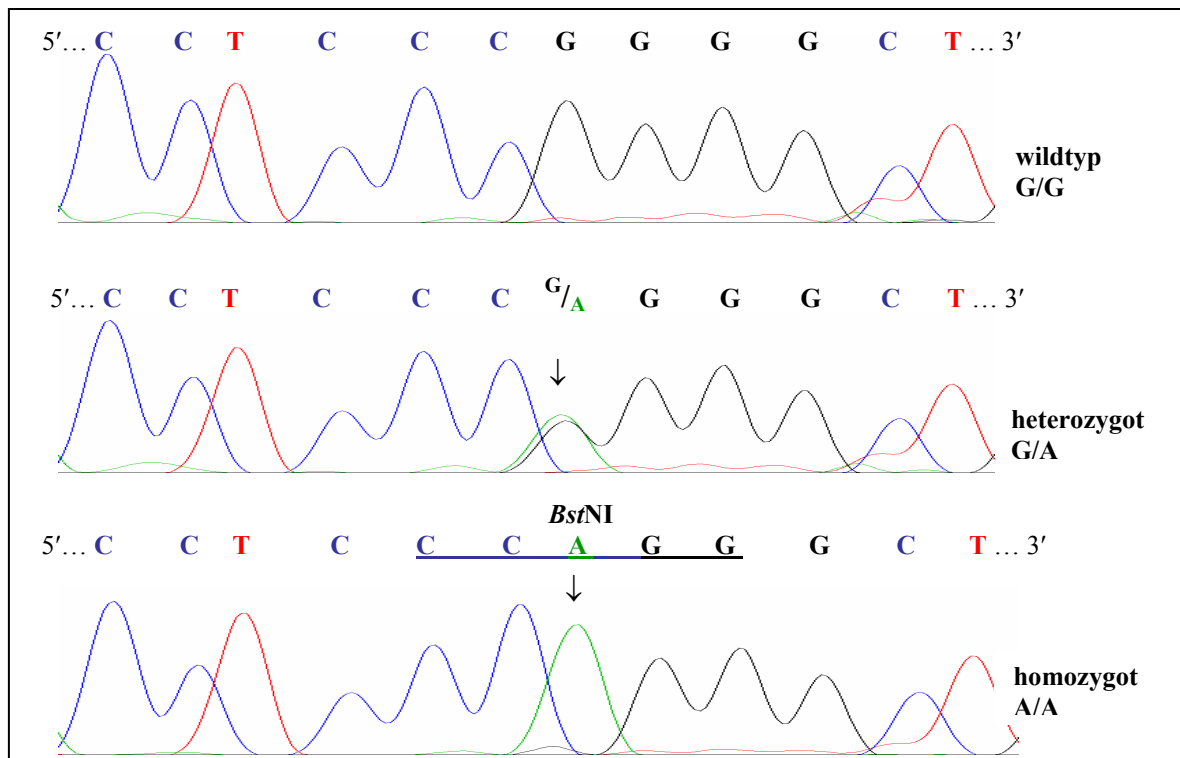 5′… C C T C C C G G G G C T … 3′
wildtyp
G/G
5′… C C T C C C G/A G G G C T … 3′
↓
heterozygot
G/A
BstNI
5′… C C T C C C A G G G C T … 3′
↓
homozygot
A/A